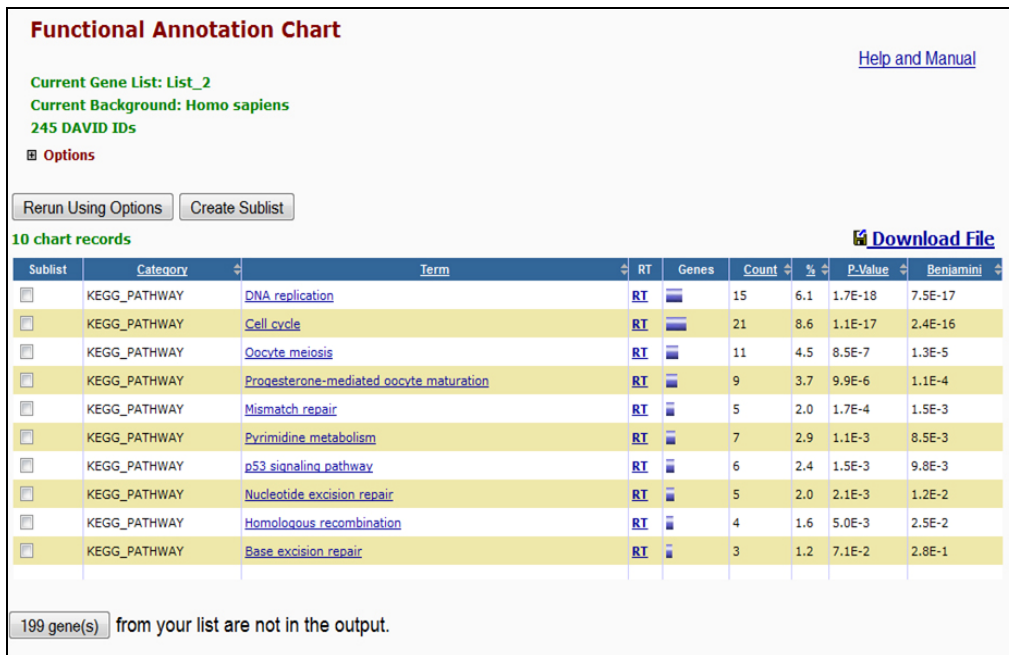 Functional Annotation Chart
Help and Manual
Current Gene List: List_2
Current Background: Homo sapiens
245 DAVID IDs
Options
Rerun Using Options Create Sublist
10 chart records Download File
Sublist Category Term RT Genes Count % P-Value Benjamini
KEGG_PATHWAY DNA replication RT 15 6.1 1.7E-18 7.5E-17
KEGG_PATHWAY Cell cycle RT 21 8.6 1.1E-17 2.4E-16
KEGG_PATHWAY Oocyte meiosis RT 11 4.5 8.5E-7 1.3E-5
KEGG_PATHWAY Progesterone-mediated oocyte maturation RT 9 3.7 9.9E-6 1.1E-4
KEGG_PATHWAY Mismatch repair RT 5 2.0 1.7E-4 1.5E-3
KEGG_PATHWAY Pyrimidine metabolism RT 7 2.9 1.1E-3 8.5E-3
KEGG_PATHWAY p53 signaling pathway RT 6 2.4 1.5E-3 9.8E-3
KEGG_PATHWAY Nucleotide excision repair RT 5 2.0 2.1E-3 1.2E-2
KEGG_PATHWAY Homologous recombination RT 4 1.6 5.0E-3 2.5E-2
KEGG_PATHWAY Base excision repair RT 3 1.2 7.1E-2 2.8E-1
199 gene(s) from your list are not in the output.